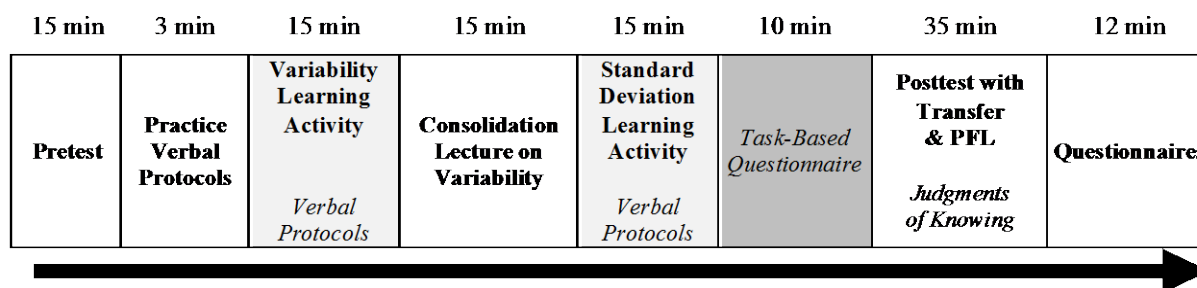 15 min 3 min 15 min 15 min 15 min 10 min 35 min 12 min
Pretest
Practice
Verbal
Protocols
Variability
Learning
Activity
Verbal
Protocols
Consolidation
Lecture on
Variability
Standard
Deviation
Learning
Activity
Verbal
Protocols
Task-Based
Questionnaire
Posttest with
Transfer
& PFL
Judgments
of Knowing
Questionnaires